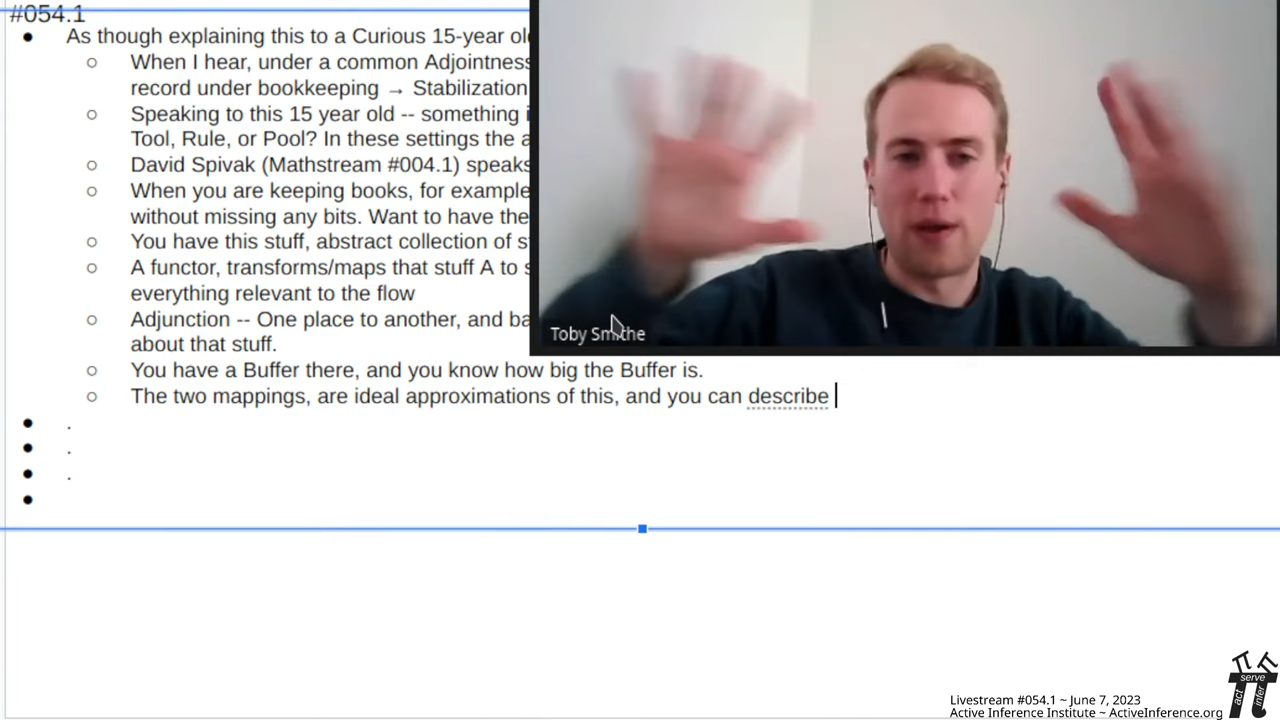 #054.1
As though explaining this to a Curious 15-year ol
When I hear, under a common Adjointness
record under bookkeeping → Stabilization
Speaking to this 15 year old -- something i
Tool, Rule, or Pool? In these settings the a
David Spivak (Mathstream #004.1) speaks
When you are keeping books, for example
without missing any bits. Want to have the
You have this stuff, abstract collection of s
A functor, transforms/maps that stuff A to s
everything relevant to the flow
Adjunction -- One place to another, and ba
about that stuff.
You have a Buffer there, and you know how big the Buffer is.
The two mappings, are ideal approximations of this, and you can describe
.
.
.
Toby Smithe
Livestream #054.1 ~ June 7, 2023
Active Inference Institute ~ ActiveInference.org
act
serve
infer